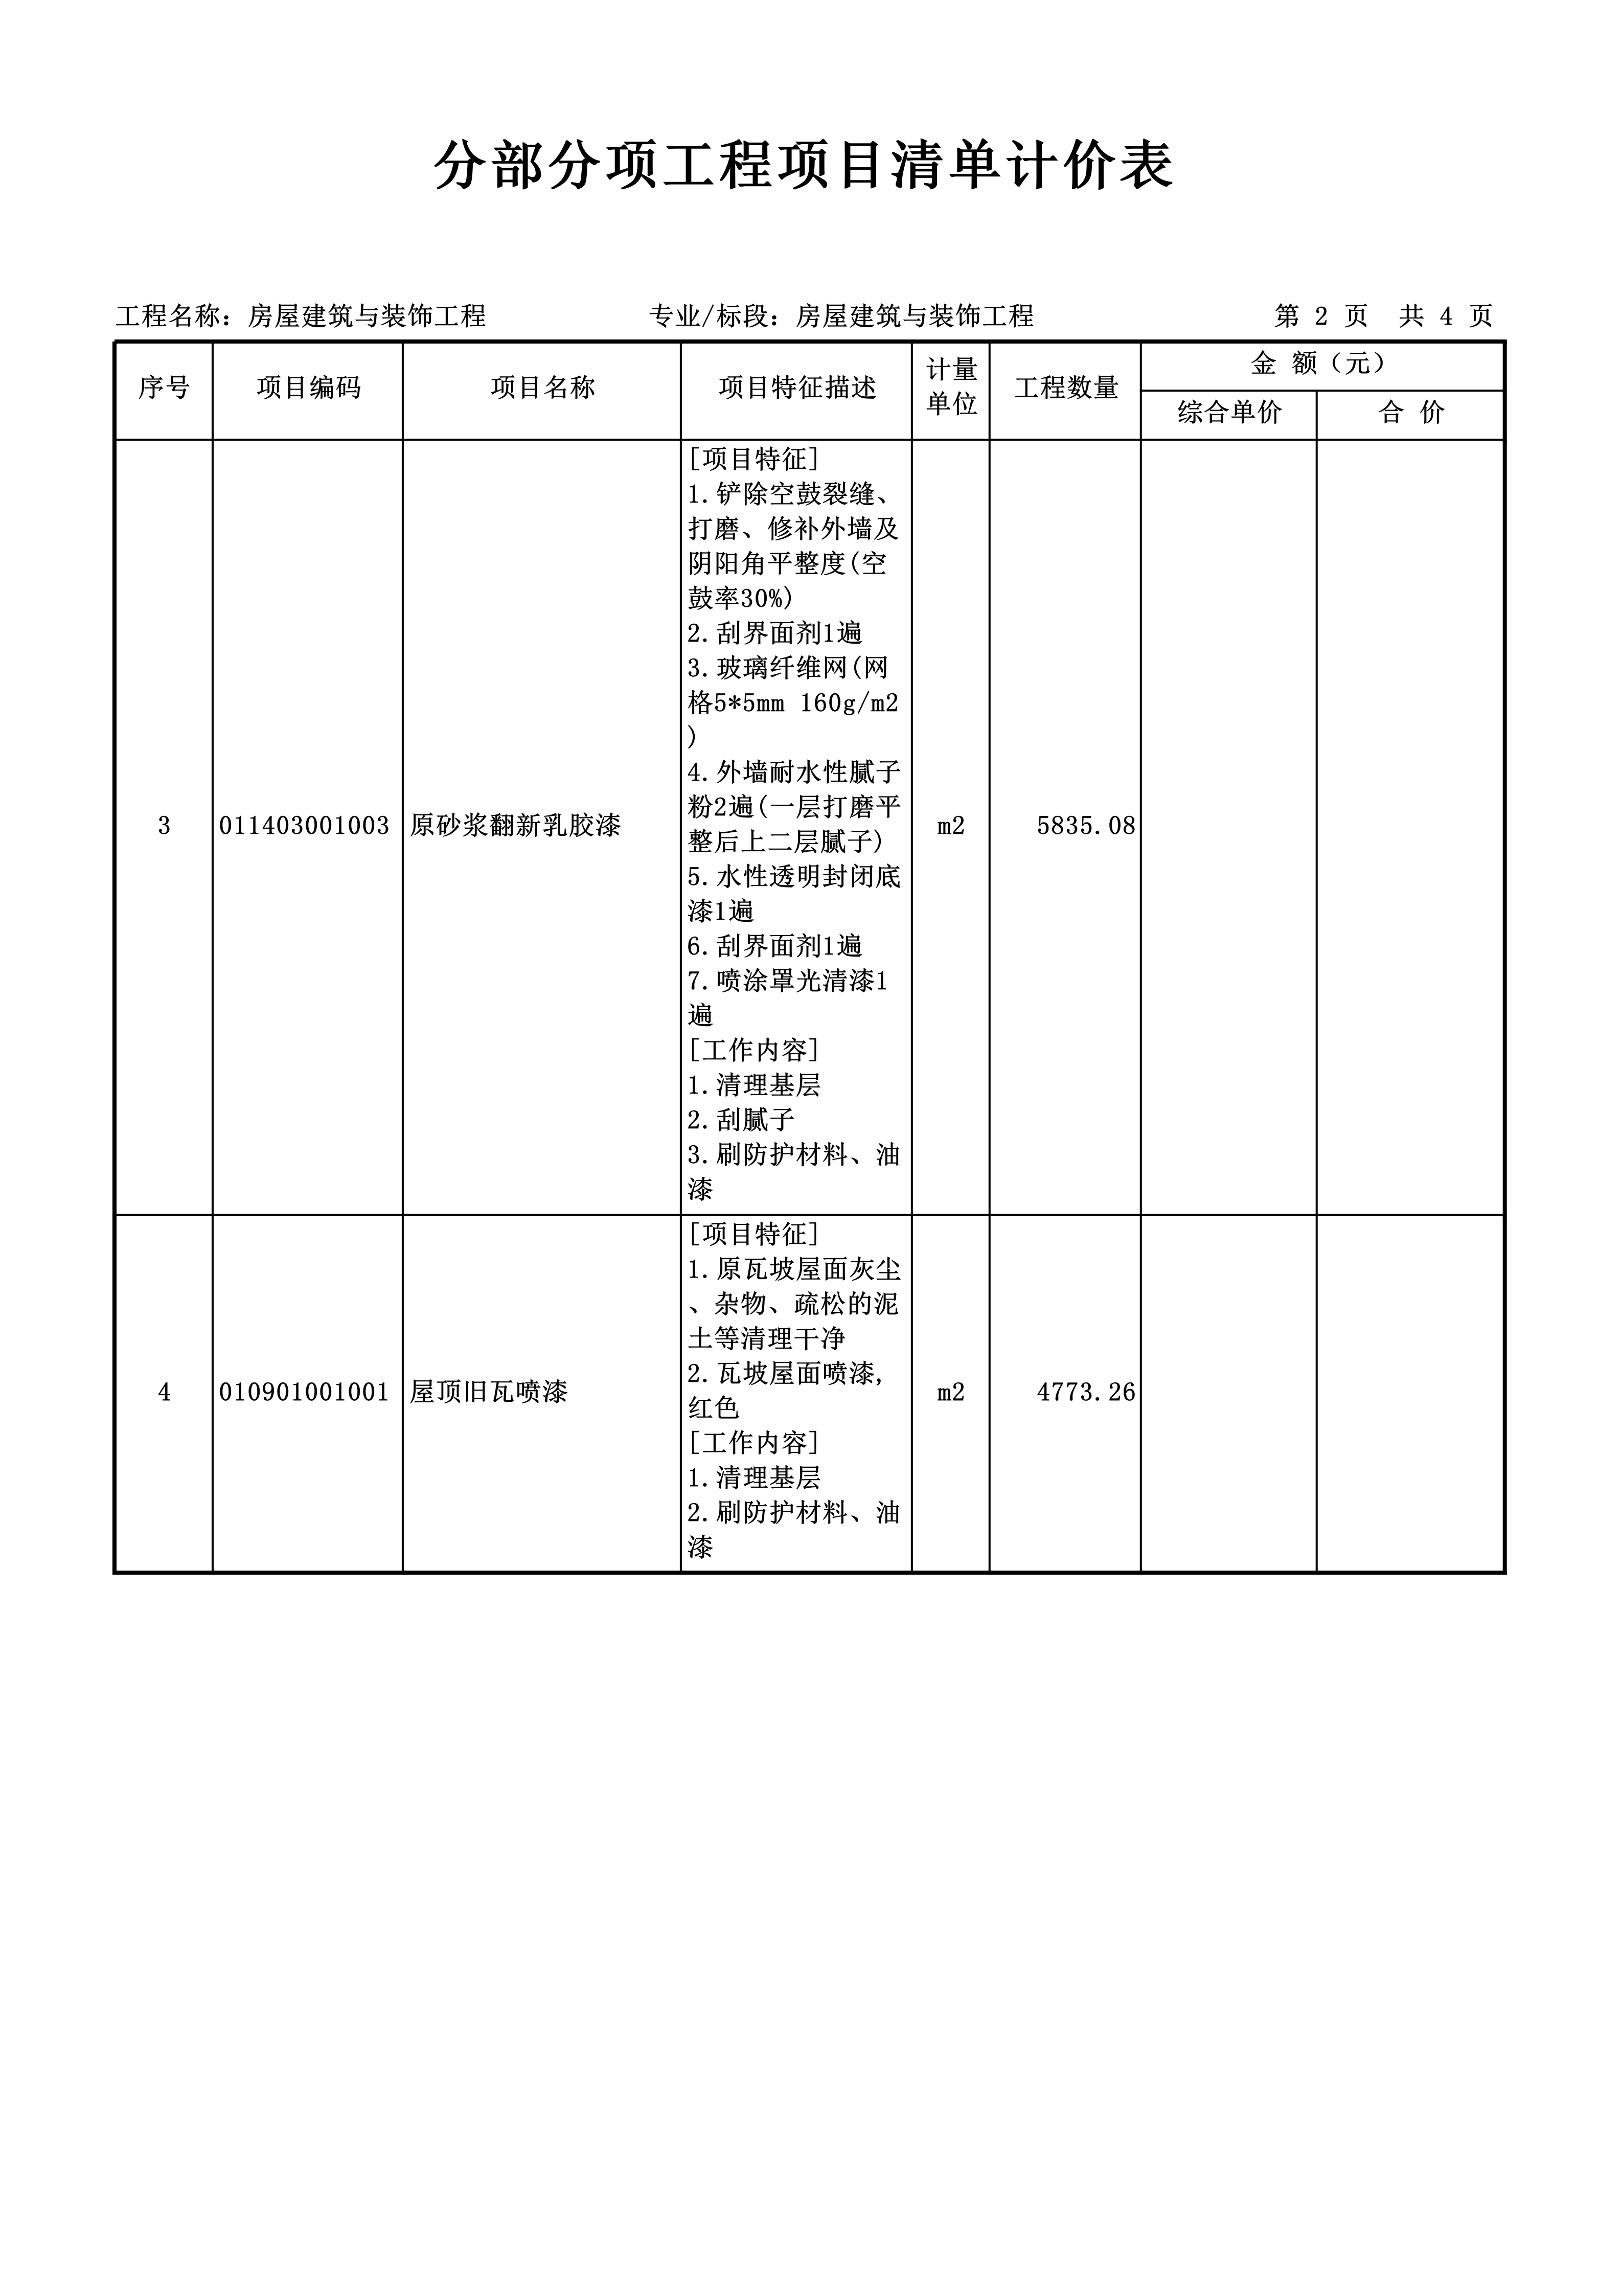 分部分项工程项目清单计价表
工程名称：房屋建筑与装饰工程 专业/标段：房屋建筑与装饰工程 第 2 页 共 4 页
序号 项目编码 项目名称 项目特征描述 计量单位 工程数量 金 额（元）
综合单价 合 价
[项目特征]
1.铲除空鼓裂缝、
打磨、修补外墙及
阴阳角平整度(空
鼓率30%)
2.刮界面剂1遍
3.玻璃纤维网(网
格5*5mm 160g/m2
)
4.外墙耐水性腻子
粉2遍(一层打磨平
3 011403001003 原砂浆翻新乳胶漆 m2 5835.08
整后上二层腻子)
5.水性透明封闭底
漆1遍
6.刮界面剂1遍
7.喷涂罩光清漆1
遍
[工作内容]
1.清理基层
2.刮腻子
3.刷防护材料、油
漆
[项目特征]
1.原瓦坡屋面灰尘
、杂物、疏松的泥
土等清理干净
2.瓦坡屋面喷漆,
4 010901001001 屋顶旧瓦喷漆 m2 4773.26
红色
[工作内容]
1.清理基层
2.刷防护材料、油
漆